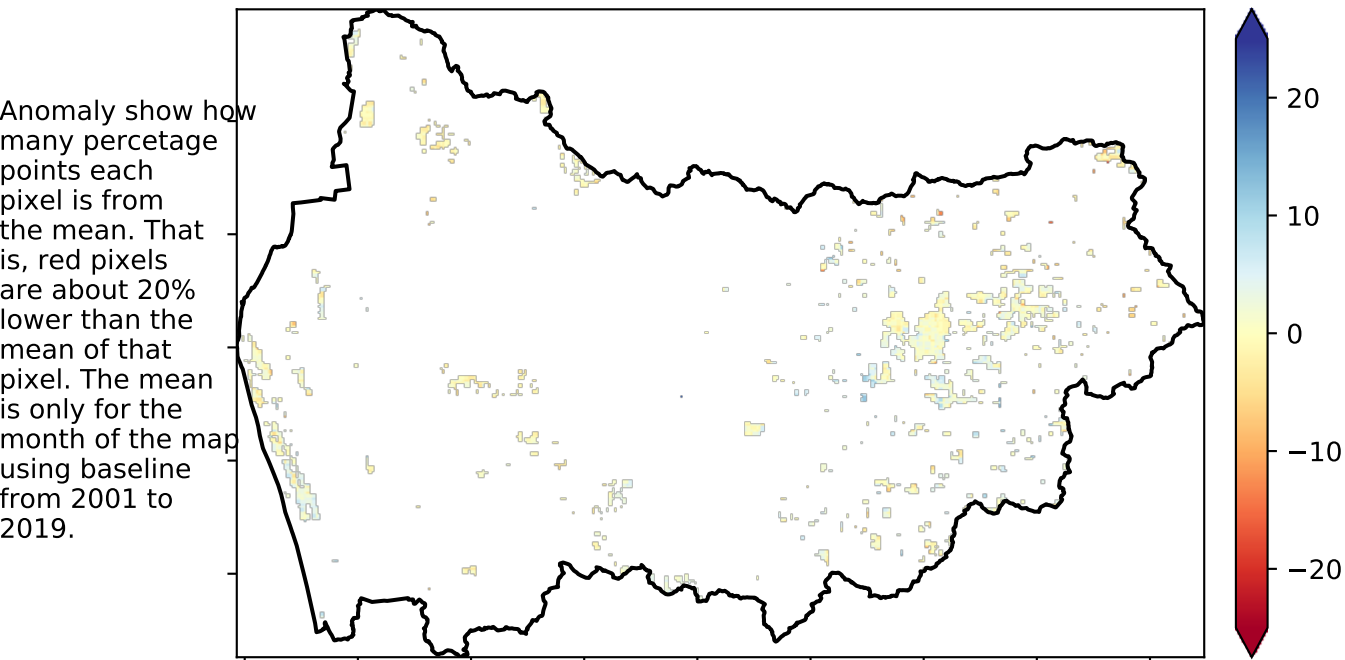 Anomaly show how
many percetage
points each
pixel is from
the mean. That
is, red pixels
are about 20%
lower than the
mean of that
pixel. The mean
is only for the
month of the map
using baseline
from 2001 to
2019.
20
10
0
−10
−20